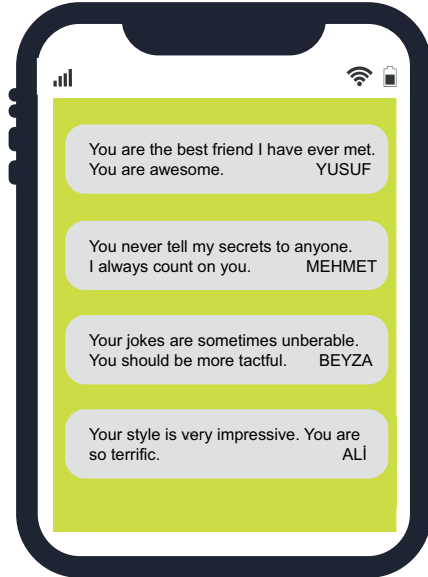 You are the best friend I have ever met.
You are awesome. YUSUF
You never tell my secrets to anyone.
I always count on you. MEHMET
Your jokes are sometimes unberable.
You should be more tactful. BEYZA
Your style is very impressive. You are
so terrific. ALİ